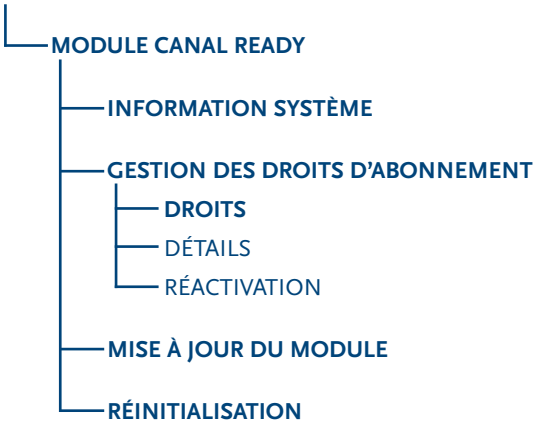 MODULE CANAL READY
INFORMATION SYSTÈME
GESTION DES DROITS D'ABONNEMENT
DROITS
DÉTAILS
RÉACTIVATION
MISE À JOUR DU MODULE
RÉINITIALISATION